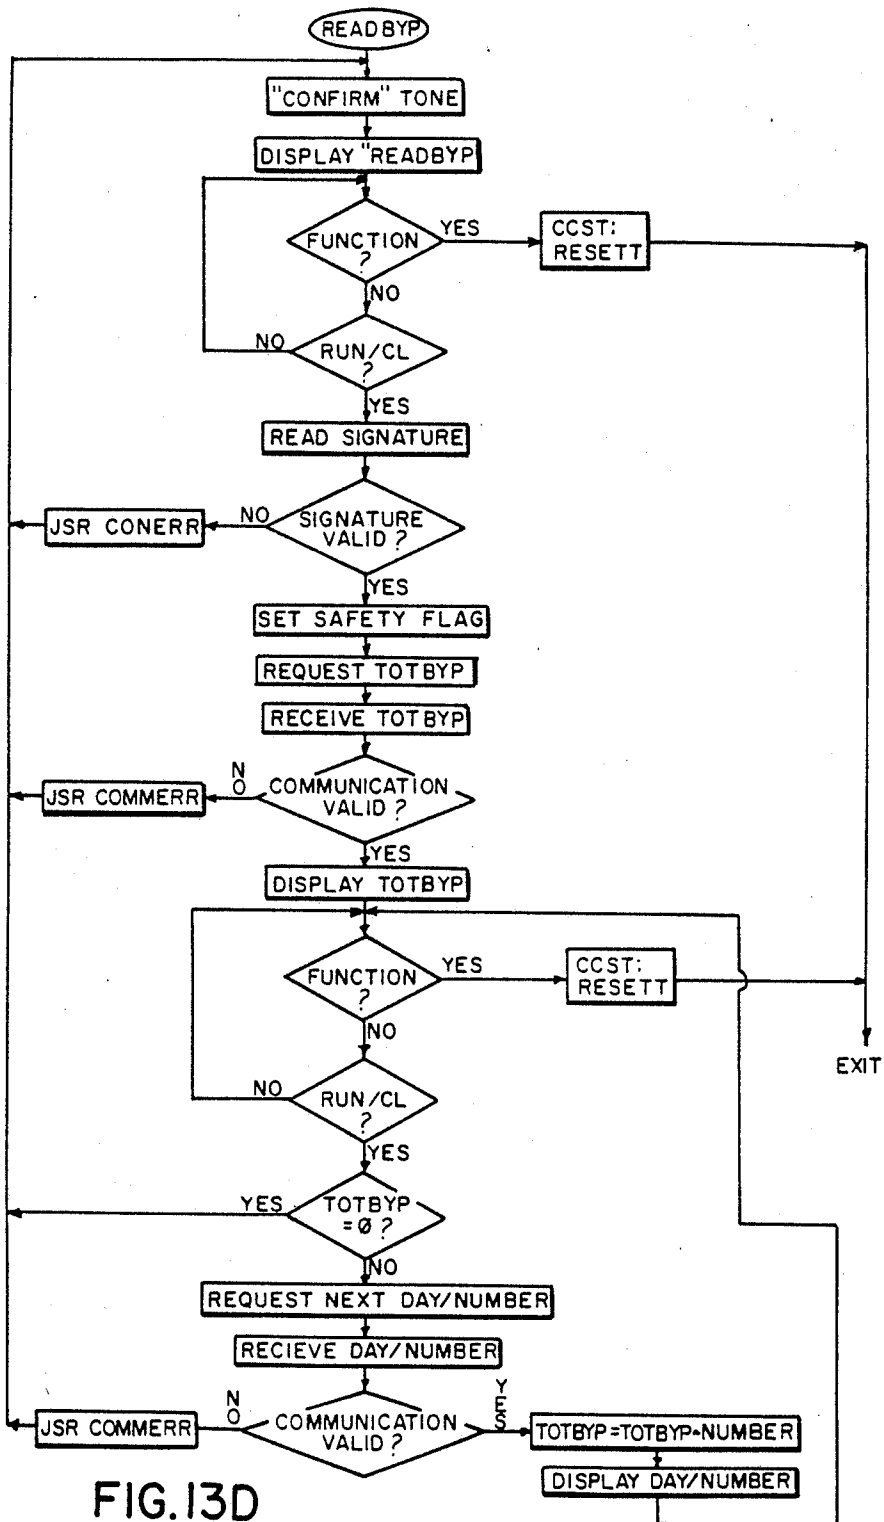 READBYP
"CONFIRM" TONE
DISPLAY "READBYP
FUNCTION
?
YES
CCST:
RESETT
NO
RUN/CL
?
NO
YES
READ SIGNATURE
SIGNATURE
VALID ?
NO
JSR CONERR
YES
SET SAFETY FLAG
REQUEST TOTBYP
RECEIVE TOTBYP
COMMUNICATION
VALID ?
NO
JSR COMMERR
YES
DISPLAY TOTBYP
FUNCTION
?
YES
CCST:
RESETT
EXIT
NO
RUN/CL
?
NO
YES
TOTBYP
=Ø ?
YES
NO
REQUEST NEXT DAY/NUMBER
RECIEVE DAY/NUMBER
COMMUNICATION
VALID ?
NO
JSR COMMERR
YES
TOTBYP=TOTBYP-NUMBER
DISPLAY DAY/NUMBER
FIG.13D